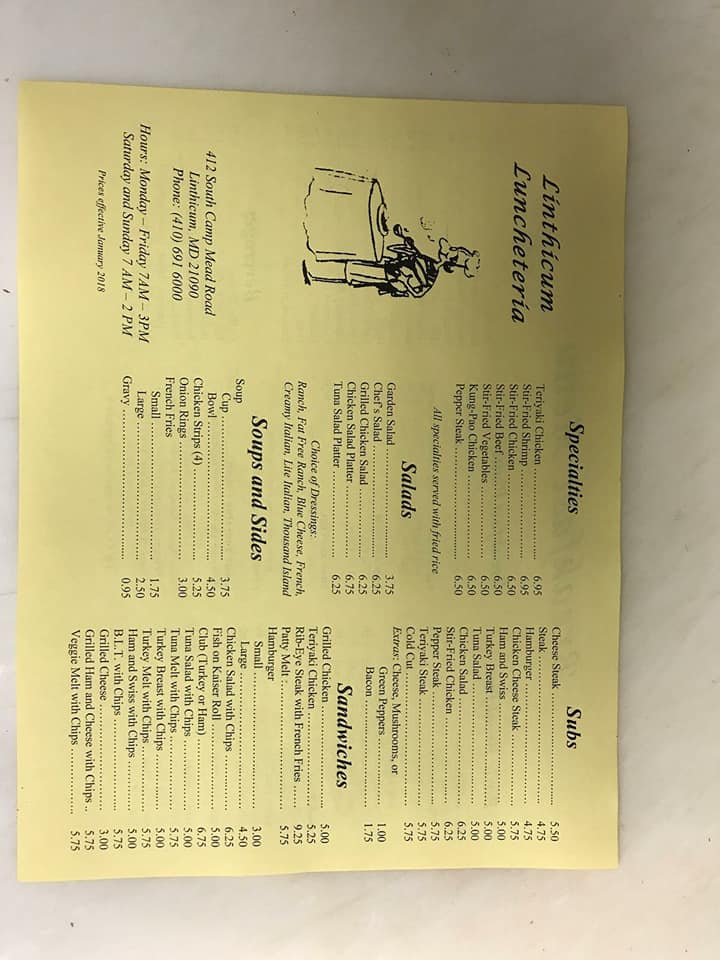 Linthicum
Luncheteria
412 South Camp Mead Road
Linthicum, MD 21090
Phone: (410) 691 6000
Hours: Monday – Friday 7AM – 3PM
Saturday and Sunday 7 AM – 2 PM
Prices effective January 2018
Specialties
Teriyaki Chicken 6.95
Stir-Fried Shrimp 6.95
Stir-Fried Chicken 6.50
Stir-Fried Beef 6.50
Stir-Fried Vegetables 6.50
Kung-Pao Chicken 6.50
Pepper Steak 6.50
All specialties served with fried rice
Salads
Garden Salad 3.75
Chef's Salad 6.25
Grilled Chicken Salad 6.25
Chicken Salad Platter 6.75
Tuna Salad Platter 6.25
Choice of Dressings:
Ranch, Fat Free Ranch, Blue Cheese, French,
Creamy Italian, Lite Italian, Thousand Island
Soups and Sides
Soup
Cup 3.75
Bowl 4.50
Chicken Strips (4) 5.25
Onion Rings 3.00
French Fries
Small 1.75
Large 2.50
Gravy 0.95
Subs
Cheese Steak 5.50
Steak 4.75
Hamburger 4.75
Chicken Cheese Steak 5.75
Ham and Swiss 5.00
Turkey Breast 5.00
Tuna Salad 5.00
Chicken Salad 6.25
Stir-Fried Chicken 6.25
Pepper Steak 5.75
Teriyaki Steak 5.75
Cold Cut 5.75
Extras: Cheese, Mushrooms, or
Green Peppers 1.00
Bacon 1.75
Sandwiches
Grilled Chicken 5.00
Teriyaki Chicken 5.25
Rib-Eye Steak with French Fries 9.25
Patty Melt 5.75
Hamburger
Small 3.00
Large 4.50
Chicken Salad with Chips 6.25
Fish on Kaiser Roll 5.00
Club (Turkey or Ham) 6.75
Tuna Salad with Chips 5.00
Tuna Melt with Chips 5.75
Turkey Breast with Chips 5.00
Turkey Melt with Chips 5.75
Ham and Swiss with Chips 5.00
B.L.T. with Chips 5.75
Grilled Cheese 3.00
Grilled Ham and Cheese with Chips .. 5.75
Veggie Melt with Chips 5.75